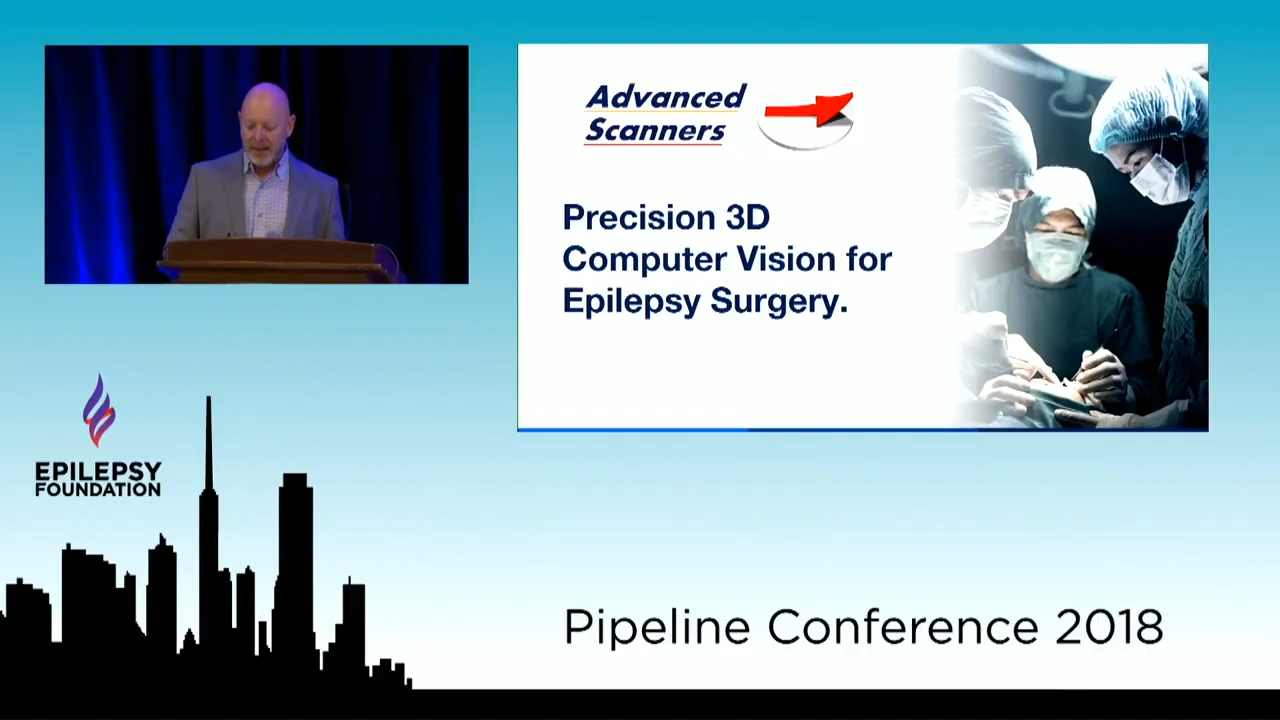 Advanced
Scanners
Precision 3D
Computer Vision for
Epilepsy Surgery.
EPILEPSY
FOUNDATION
Pipeline Conference 2018